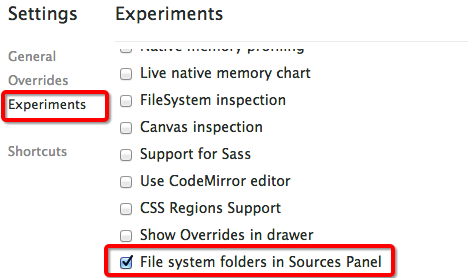 Settings
General
Overrides
Experiments
Shortcuts
Experiments
Native memory profiling
Live native memory chart
FileSystem inspection
Canvas inspection
Support for Sass
Use CodeMirror editor
CSS Regions Support
Show Overrides in drawer
File system folders in Sources Panel